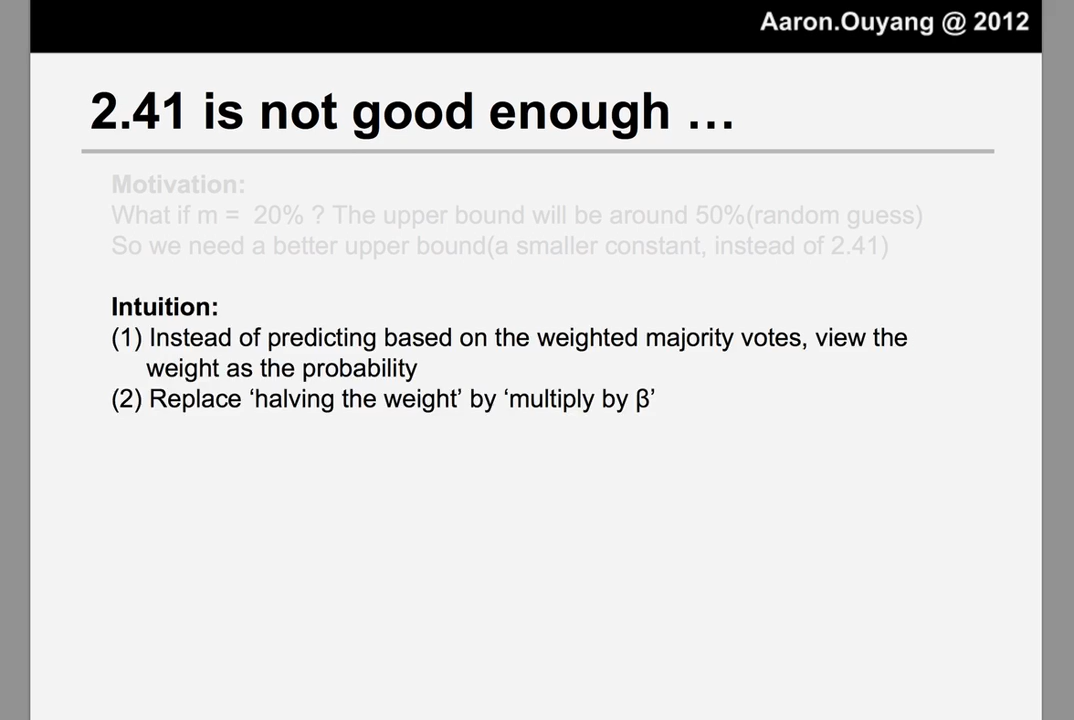 Aaron.Ouyang @ 2012
2.41 is not good enough …
Motivation:
What if m = 20% ? The upper bound will be around 50%(random guess)
So we need a better upper bound(a smaller constant, instead of 2.41)
Intuition:
(1) Instead of predicting based on the weighted majority votes, view the
weight as the probability
(2) Replace ‘halving the weight’ by ‘multiply by β’